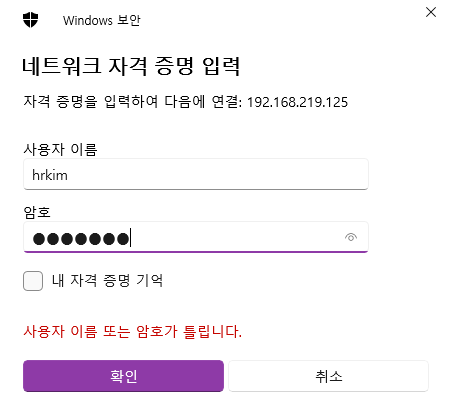 Windows 보안
네트워크 자격 증명 입력
자격 증명을 입력하여 다음에 연결: 192.168.219.125
사용자 이름
hrkim
암호
●●●●●●●
내 자격 증명 기억
사용자 이름 또는 암호가 틀립니다.
확인 취소